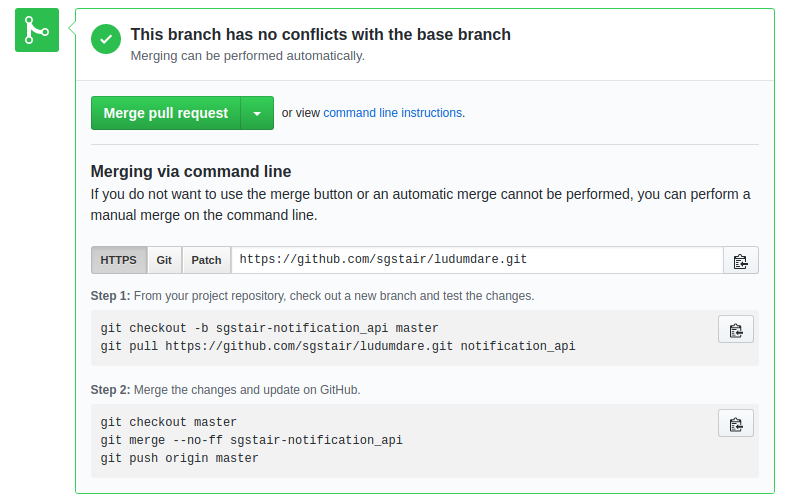 This branch has no conflicts with the base branch
Merging can be performed automatically.
Merge pull request
or view command line instructions.
Merging via command line
If you do not want to use the merge button or an automatic merge cannot be performed, you can perform a
manual merge on the command line.
HTTPS Git Patch https://github.com/sgstair/ludumdare.git
Step 1: From your project repository, check out a new branch and test the changes.
git checkout -b sgstair-notification_api master
git pull https://github.com/sgstair/ludumdare.git notification_api
Step 2: Merge the changes and update on GitHub.
git checkout master
git merge --no-ff sgstair-notification_api
git push origin master